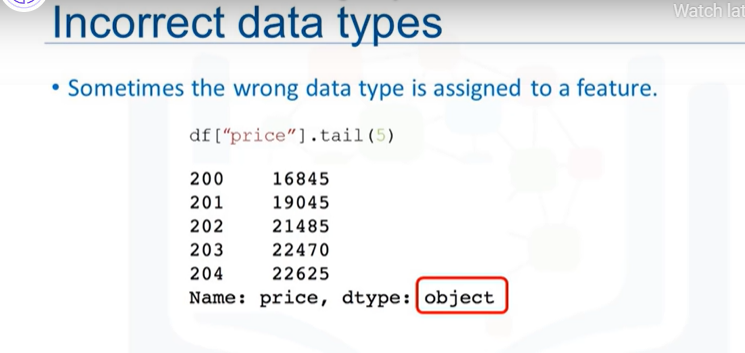 Watch lat
Incorrect data types
• Sometimes the wrong data type is assigned to a feature.
df[“price”].tail(5)
200 16845
201 19045
202 21485
203 22470
204 22625
Name: price, dtype: object